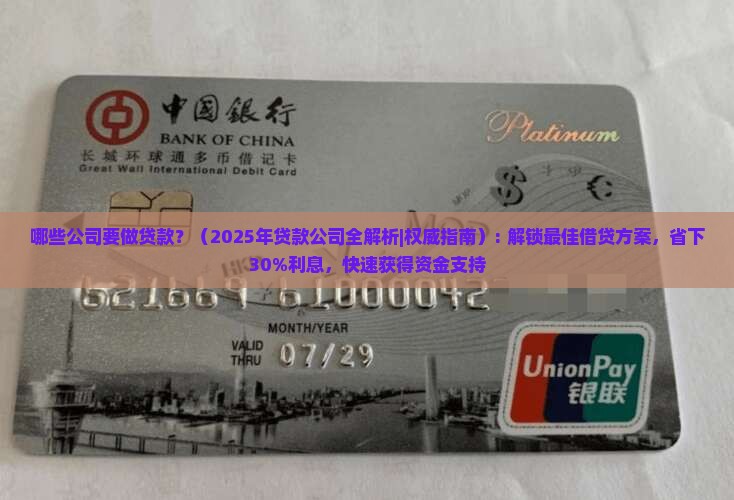 中国銀行
BANK OF CHINA
长城环球通多币借记卡
Great Wall International Debit Card
Platinum
哪些公司要做贷款？（2025年贷款公司全解析|权威指南）: 解锁最佳借贷方案，省下
30%利息，快速获得资金支持
MONTH/YEAR
VALID
THRU
07/29
UnionPay
银联